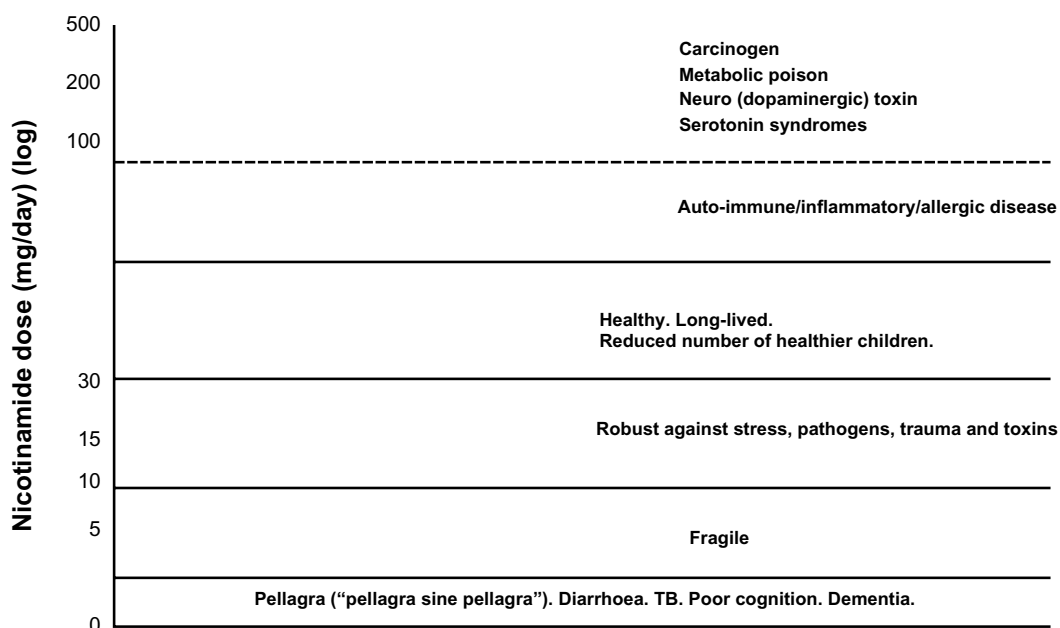 500
Carcinogen
Metabolic poison
200
Neuro (dopaminergic) toxin
Serotonin syndromes
100
Auto-immune/inflammatory/allergic disease
Healthy. Long-lived.
Reduced number of healthier children.
30
Robust against stress, pathogens, trauma and toxins
15
10
5
Fragile
Pellagra (“pellagra sine pellagra”). Diarrhoea. TB. Poor cognition. Dementia.
0
Nicotinamide dose (mg/day) (log)